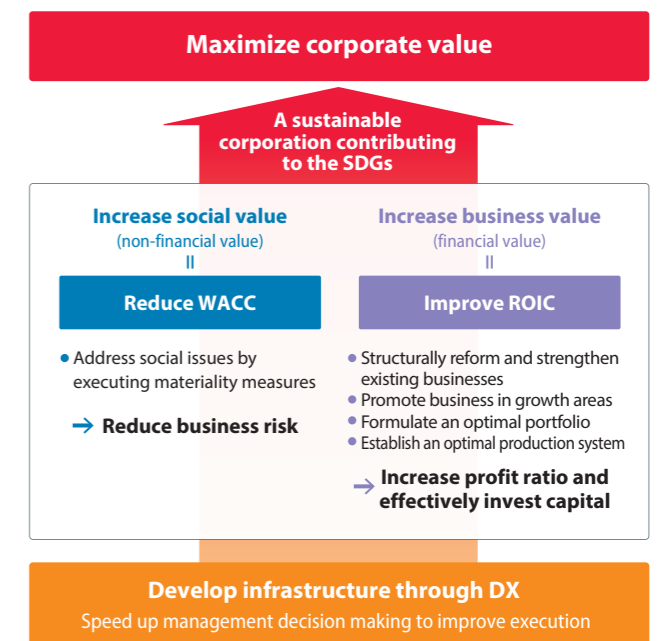 Maximize corporate value
A sustainable
corporation contributing
to the SDGs
Increase social value
(non-financial value)
=
Reduce WACC
• Address social issues by
executing materiality measures
→ Reduce business risk
Increase business value
(financial value)
=
Improve ROIC
• Structurally reform and strengthen
existing businesses
• Promote business in growth areas
• Formulate an optimal portfolio
• Establish an optimal production system
→ Increase profit ratio and
effectively invest capital
Develop infrastructure through DX
Speed up management decision making to improve execution